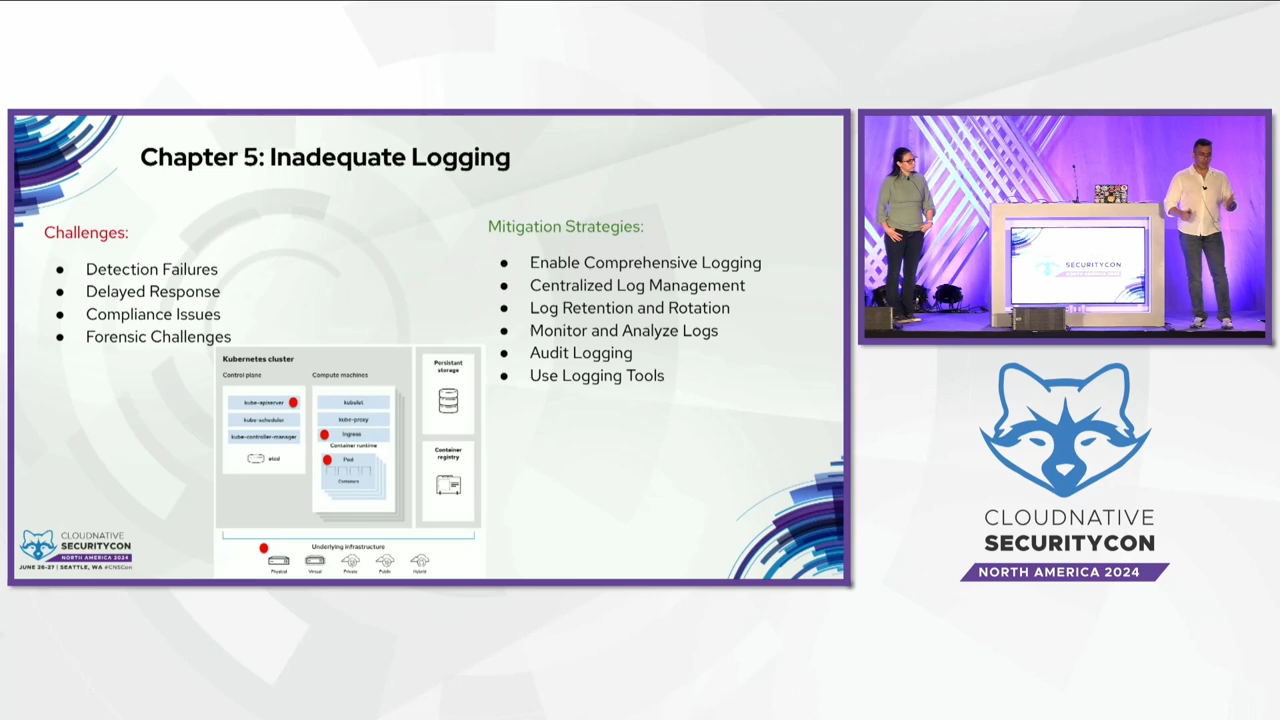 Chapter 5: Inadequate Logging
Challenges:
● Detection Failures
● Delayed Response
● Compliance Issues
● Forensic Challenges
Mitigation Strategies:
● Enable Comprehensive Logging
● Centralized Log Management
● Log Retention and Rotation
● Monitor and Analyze Logs
● Audit Logging
● Use Logging Tools
Kubernetes cluster
Control plane
kube-apiserver
kube-scheduler
kube-controller-manager
etcd
Compute machines
kubelet
kube-proxy
Ingress
Container runtime
Pod
Containers
Persistant
storage
Container
registry
Underlying infrastructure
Physical
Virtual
Private
Public
Hybrid
CLOUDNATIVE
SECURITYCON
NORTH AMERICA 2024
JUNE 26-27 | SEATTLE, WA #CNSCon
SECURITYCON
NORTH AMERICA 2024
CLOUDNATIVE
SECURITYCON
NORTH AMERICA 2024